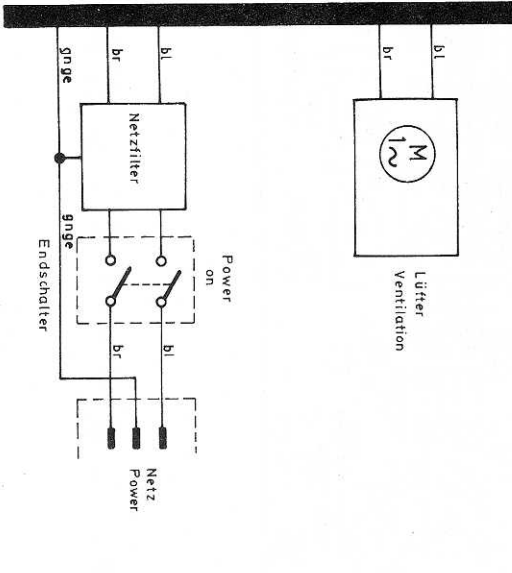 gnge
br
bl
br
bl
Netzfilter
M
1~
gnge
Endschalter
Power
on
Lüfter
Ventilation
br
bl
Netz
Power